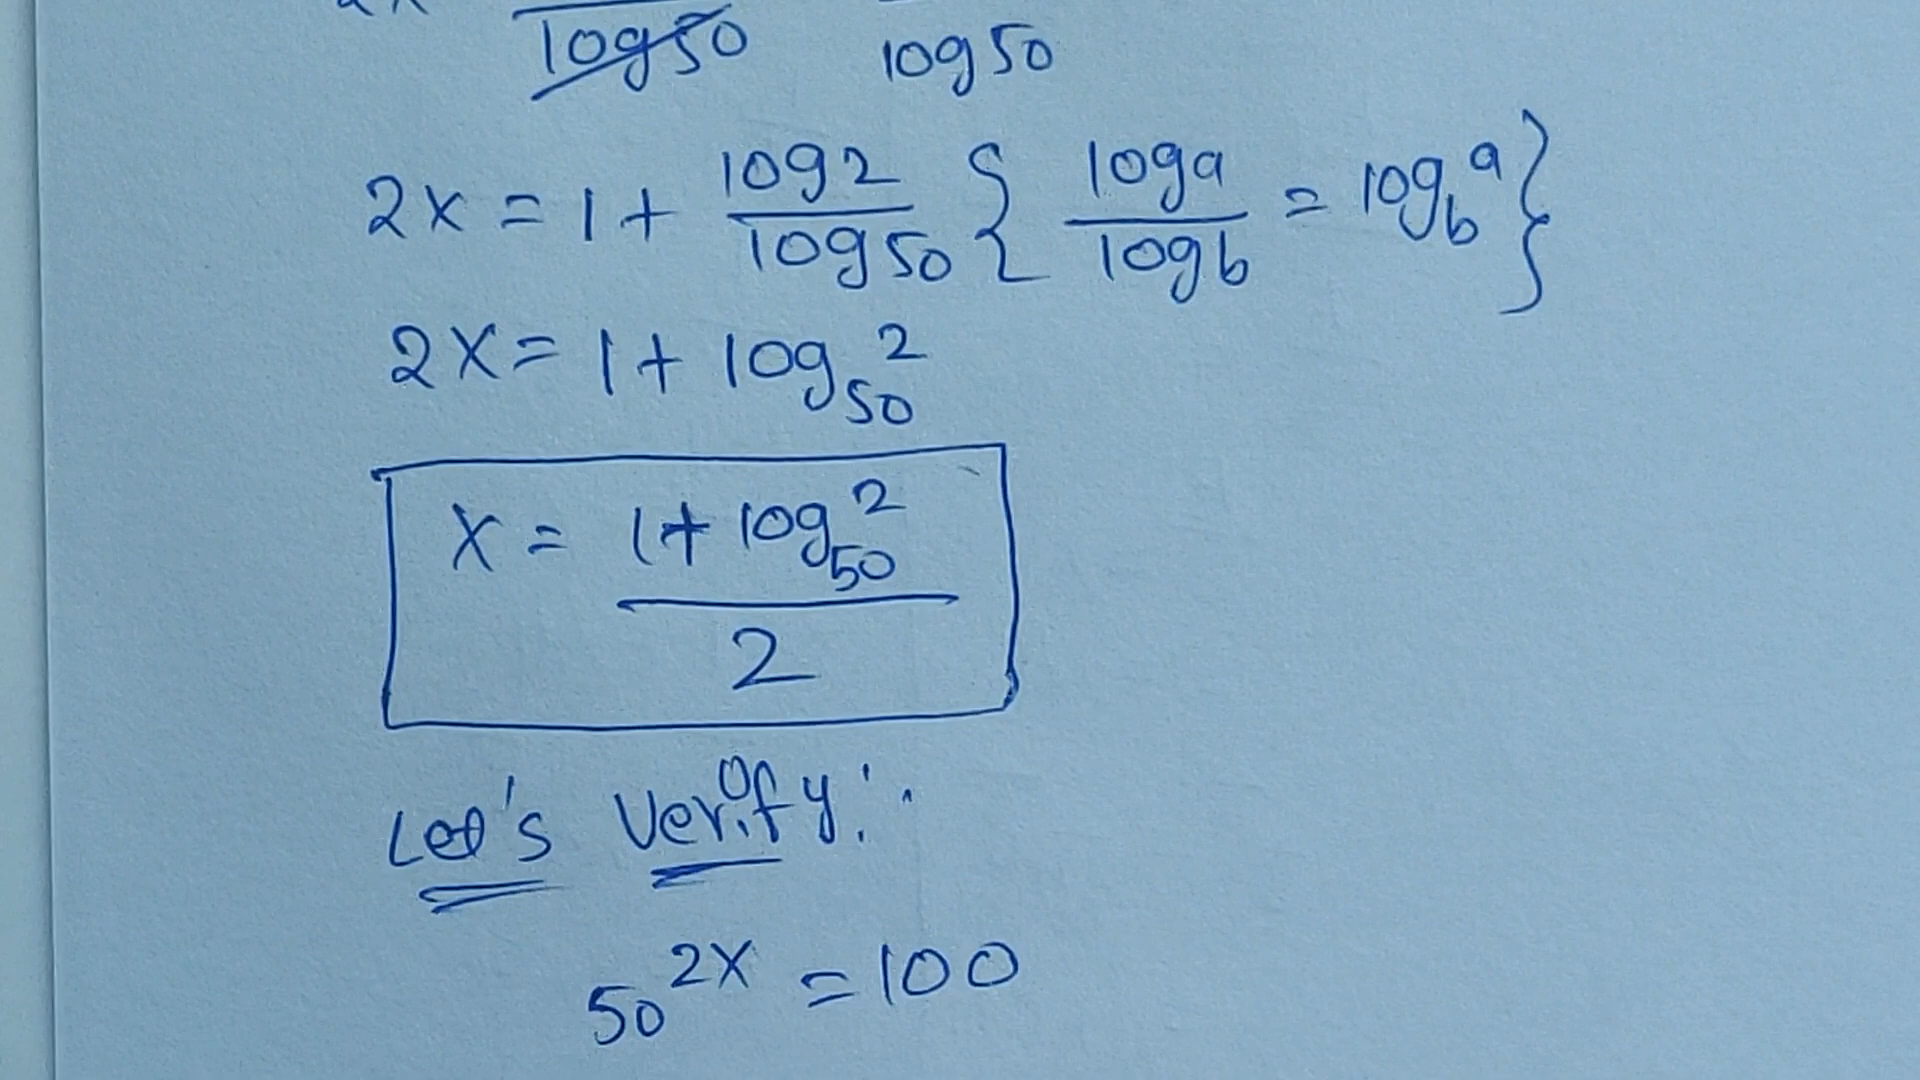 2x log50 log50
2x = 1 + log2/log50 { loga/logb = log_b^a }
2x = 1 + log_50^2
x = (1 + log_50^2)/2
Let's Verify:
50^2x = 100